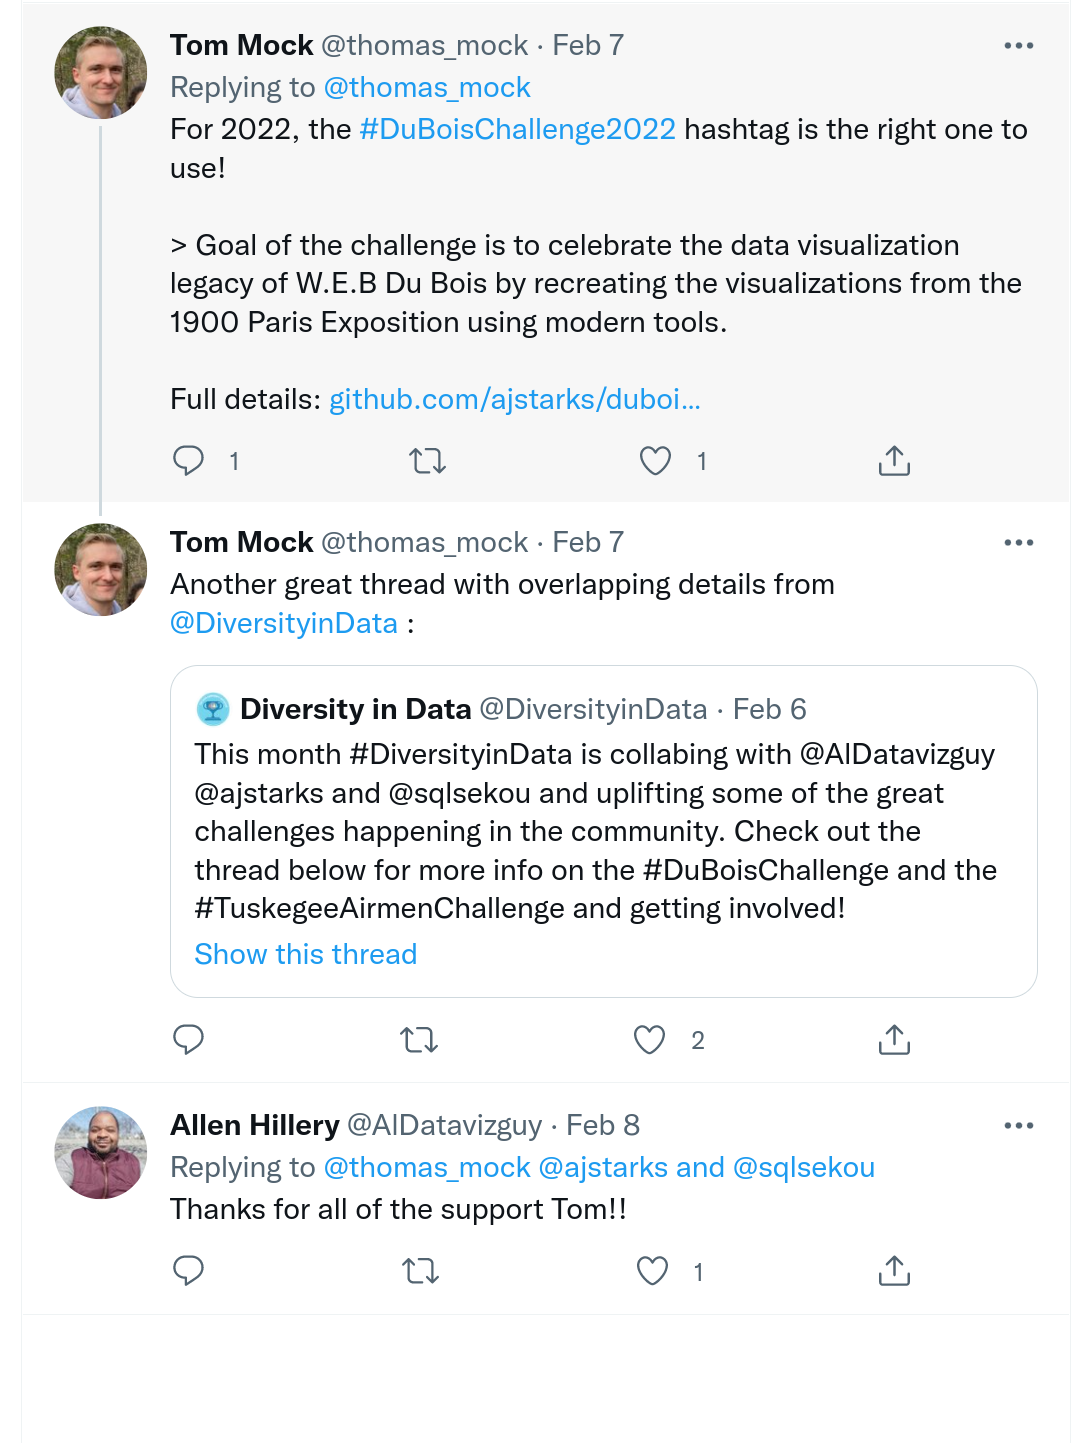 Tom Mock @thomas_mock · Feb 7
Replying to @thomas_mock
For 2022, the #DuBoisChallenge2022 hashtag is the right one to
use!
> Goal of the challenge is to celebrate the data visualization
legacy of W.E.B Du Bois by recreating the visualizations from the
1900 Paris Exposition using modern tools.
Full details: github.com/ajstarks/duboi...
1 1
Tom Mock @thomas_mock · Feb 7
Another great thread with overlapping details from
@DiversityinData :
Diversity in Data @DiversityinData · Feb 6
This month #DiversityinData is collabing with @AlDatavizguy
@ajstarks and @sqlsekou and uplifting some of the great
challenges happening in the community. Check out the
thread below for more info on the #DuBoisChallenge and the
#TuskegeeAirmenChallenge and getting involved!
Show this thread
2
Allen Hillery @AlDatavizguy · Feb 8
Replying to @thomas_mock @ajstarks and @sqlsekou
Thanks for all of the support Tom!!
1